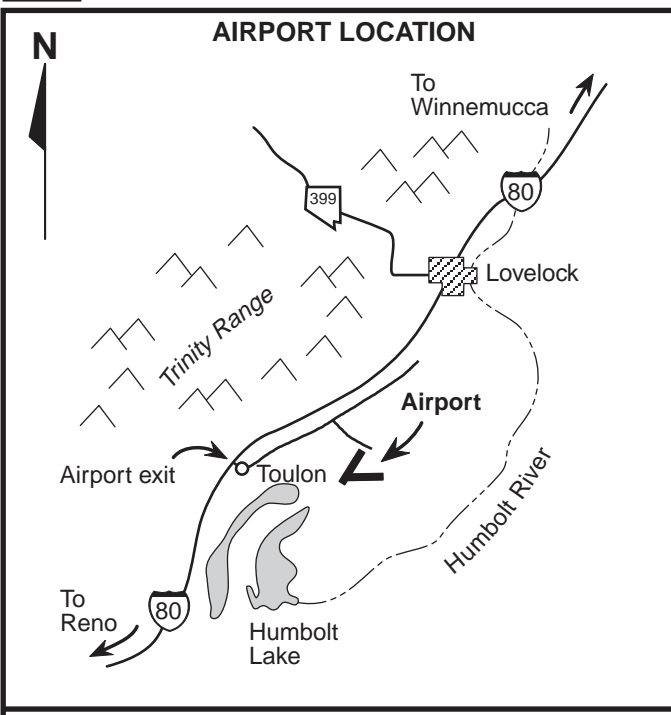 AIRPORT LOCATION
N
To
Winnemucca
80
399
Lovelock
Trinity Range
Airport
Airport exit
Toulon
Humbolt River
To
Reno
80
Humbolt
Lake